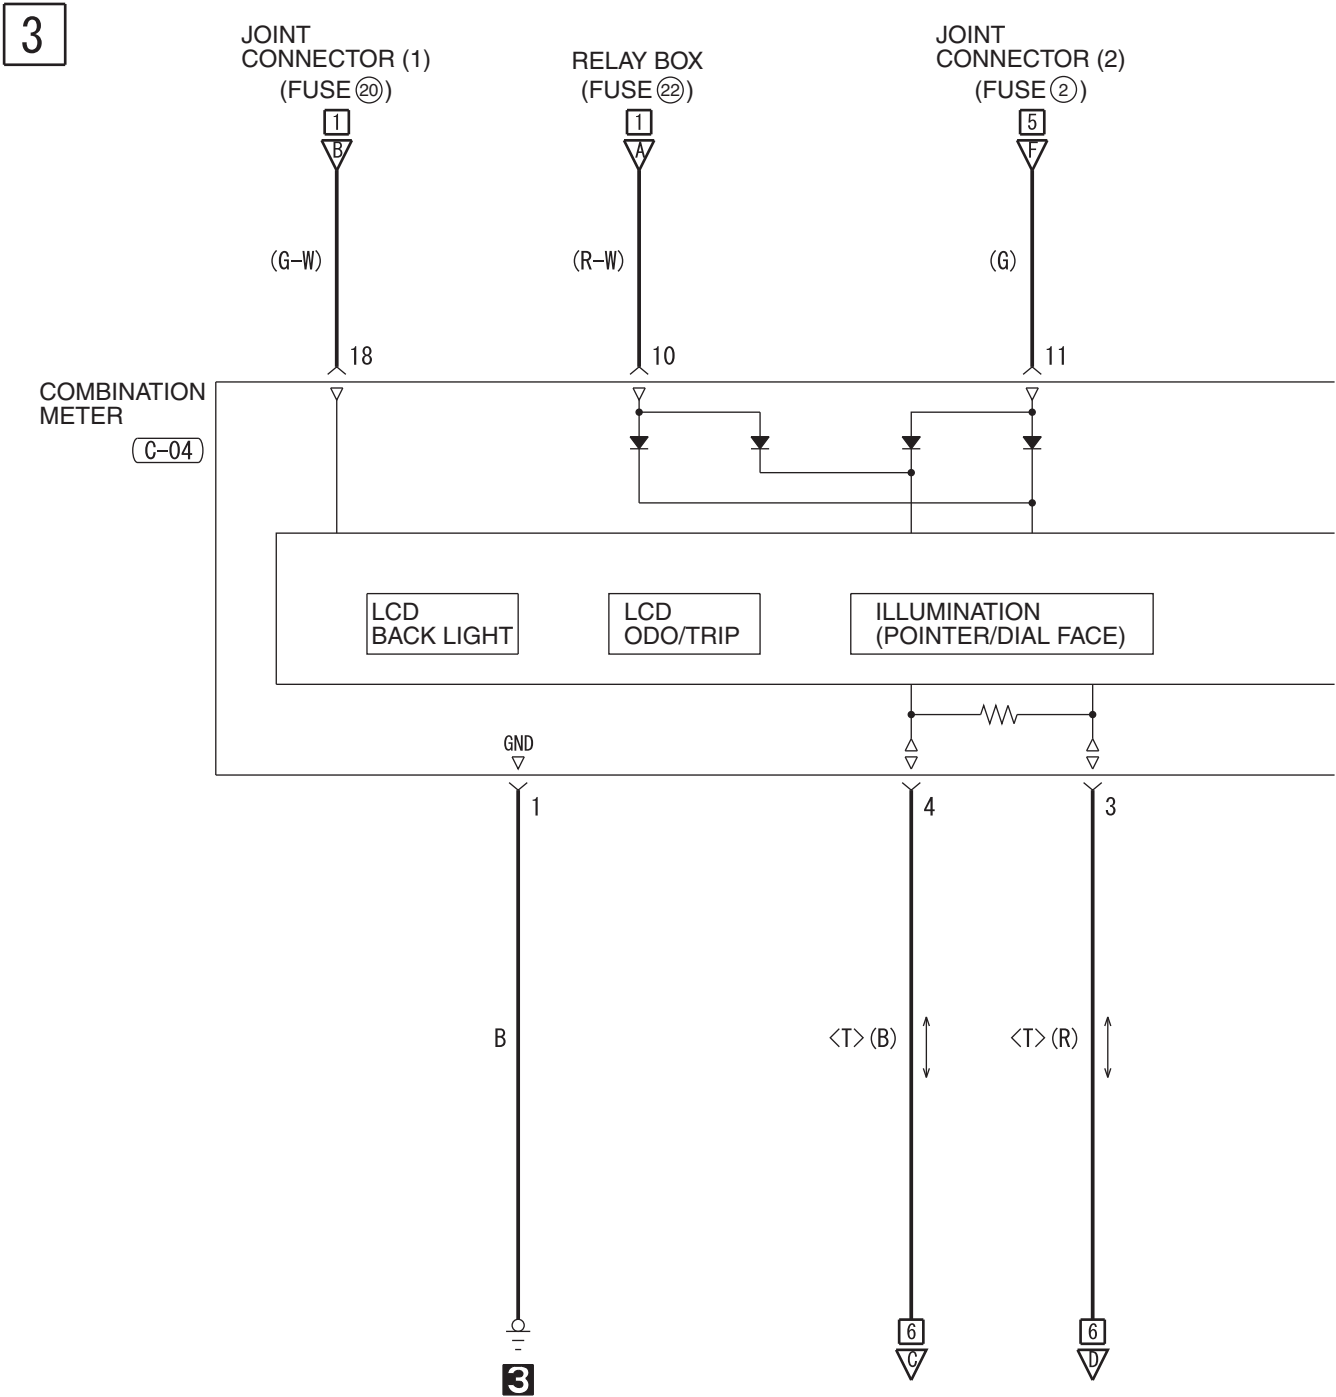 3
JOINT
CONNECTOR (1)
(FUSE 20)
1
B
RELAY BOX
(FUSE 22)
1
A
JOINT
CONNECTOR (2)
(FUSE 2)
5
F
(G-W)
(R-W)
(G)
18
10
11
COMBINATION
METER
C-04
LCD
BACK LIGHT
LCD
ODO/TRIP
ILLUMINATION
(POINTER/DIAL FACE)
GND
1
4
3
B
<T>(B)
<T>(R)
6
C
6
D
3